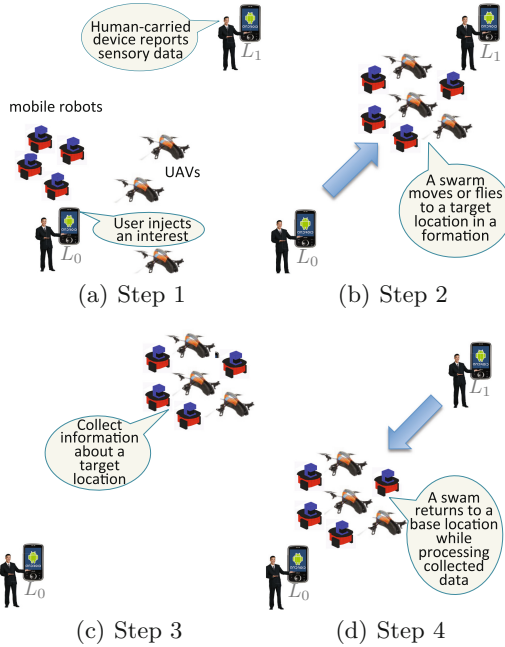 Human-carried
device reports
sensory data
L1
mobile robots
UAVs
User injects
an interest
L0
(a) Step 1
L1
A swarm
moves or flies
to a target
location in a
formation
L0
(b) Step 2
Collect
information
about a
target
location
L0
(c) Step 3
L1
A swam
returns to a
base location
while
processing
collected
data
L0
(d) Step 4